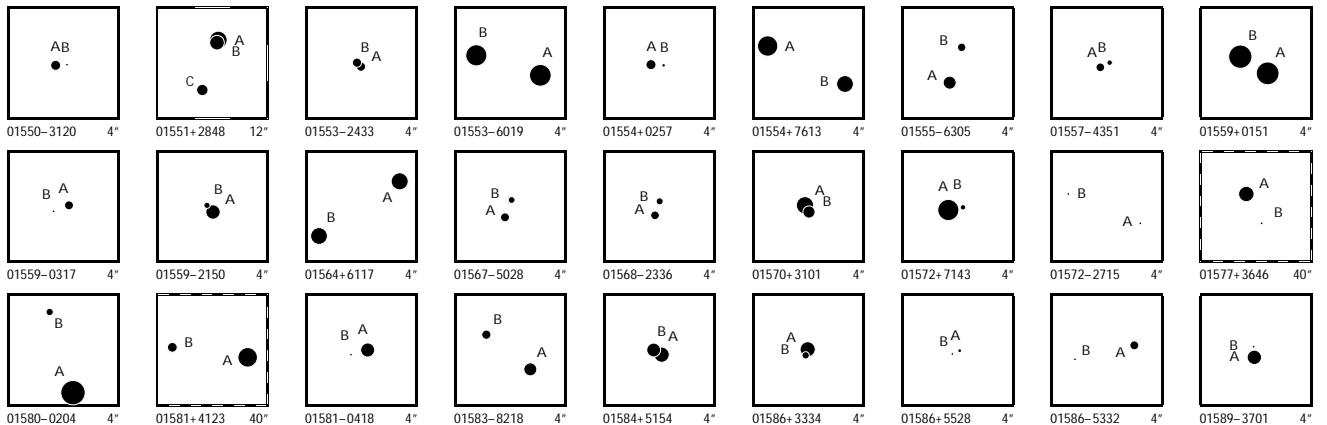 A B
A
B
C
B
A
B
A
A B
A
B
B
A
B
A
B
A
01550–3120 4″ 01551+2848 12″ 01553–2433 4″ 01553–6019 4″ 01554+0257 4″ 01554+7613 4″ 01555–6305 4″ 01557–4351 4″ 01559+0151 4″
B A
B
A
A
B
B
A
B
A
A
B
A B
B
A
A
B
01559–0317 4″ 01559–2150 4″ 01564+6117 4″ 01567–5028 4″ 01568–2336 4″ 01570+3101 4″ 01572+7143 4″ 01572–2715 4″ 01577+3646 40″
B
A
B
A
B A
B
A
B A
A
B
B A
B
A
B
A
01580–0204 4″ 01581+4123 40″ 01581–0418 4″ 01583–8218 4″ 01584+5154 4″ 01586+3334 4″ 01586+5528 4″ 01586–5332 4″ 01589–3701 4″